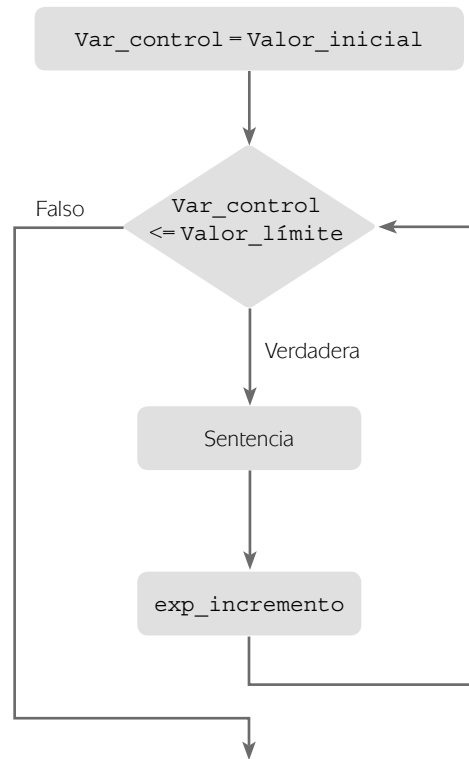 Var_control = Valor_inicial
Falso
Var_control
<= Valor_límite
Verdadera
Sentencia
exp_incremento